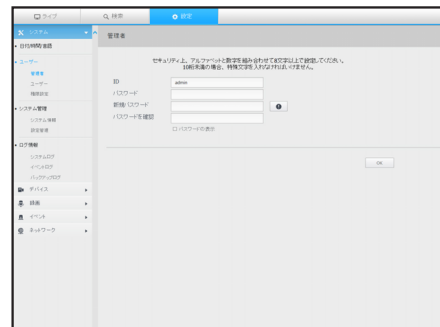 ライブ
検索
設定
システム
管理者
日付/時間/言語
ユーザー
管理者
ユーザー
権限設定
システム管理
システム情報
設定管理
ログ情報
システムログ
イベントログ
バックアップログ
デバイス
録画
イベント
ネットワーク
セキュリティ上、アルファベットと数字を組み合わせて8文字以上で設定してください。
10桁未満の場合、特殊文字を入れなければいけません。
ID
admin
パスワード
新規パスワード
パスワードを確認
パスワードの表示
OK